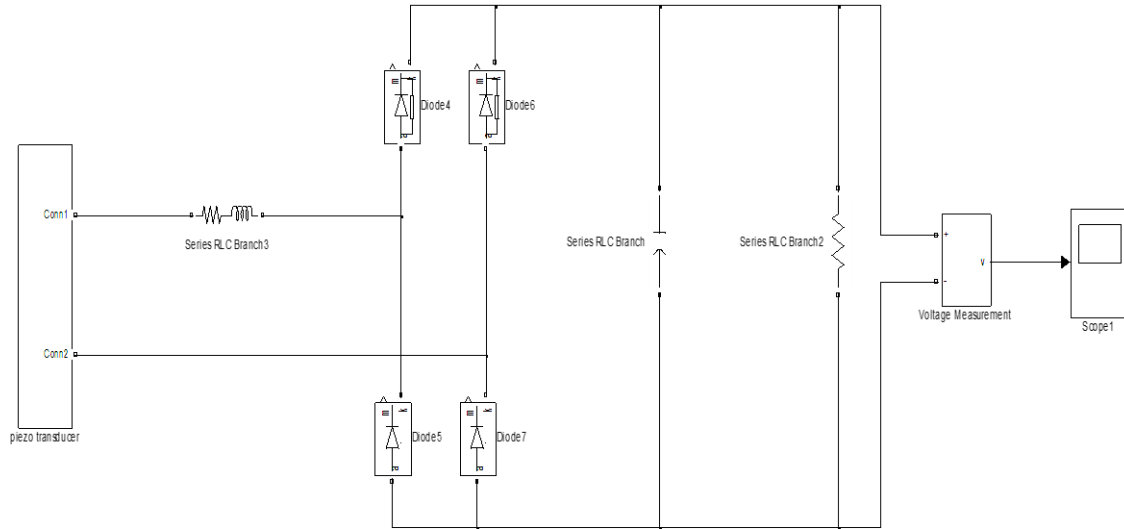 Diode4
Diode6
Conn1
Series RLC Branch3
Series RLC Branch
Series RLC Branch2
+
v
-
Voltage Measurement
Scope1
Conn2
piezo transducer
Diode5
Diode7